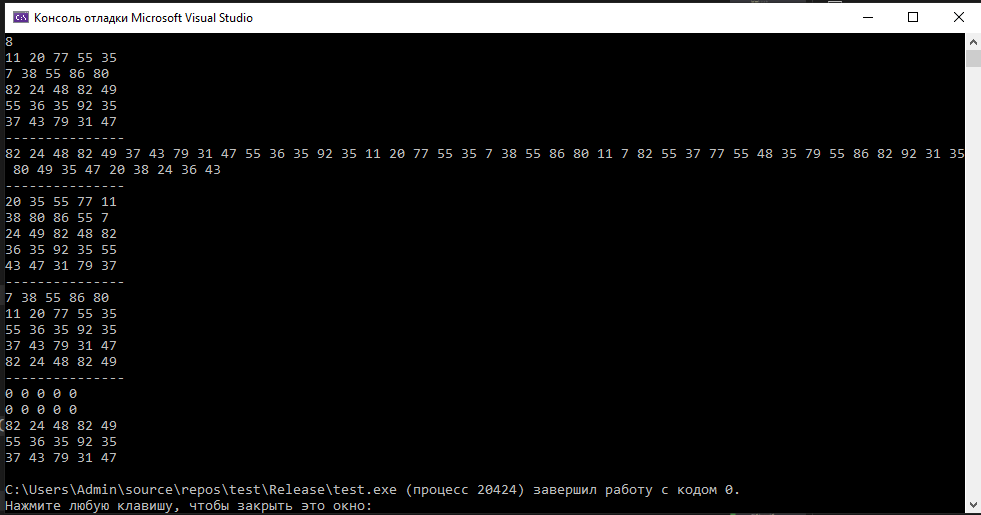 Консоль отладки Microsoft Visual Studio
8
11 20 77 55 35
7 38 55 86 80
82 24 48 82 49
55 36 35 92 35
37 43 79 31 47
---------------
82 24 48 82 49 37 43 79 31 47 55 36 35 92 35 11 20 77 55 35 7 38 55 86 80 11 7 82 55 37 77 55 48 35 79 55 86 82 92 31 35
80 49 35 47 20 38 24 36 43
---------------
20 35 55 77 11
38 80 86 55 7
24 49 82 48 82
36 35 92 35 55
43 47 31 79 37
---------------
7 38 55 86 80
11 20 77 55 35
55 36 35 92 35
37 43 79 31 47
82 24 48 82 49
---------------
0 0 0 0 0
0 0 0 0 0
82 24 48 82 49
55 36 35 92 35
37 43 79 31 47
C:\Users\Admin\source\repos\test\Release\test.exe (процесс 20424) завершил работу с кодом 0.
Нажмите любую клавишу, чтобы закрыть это окно: